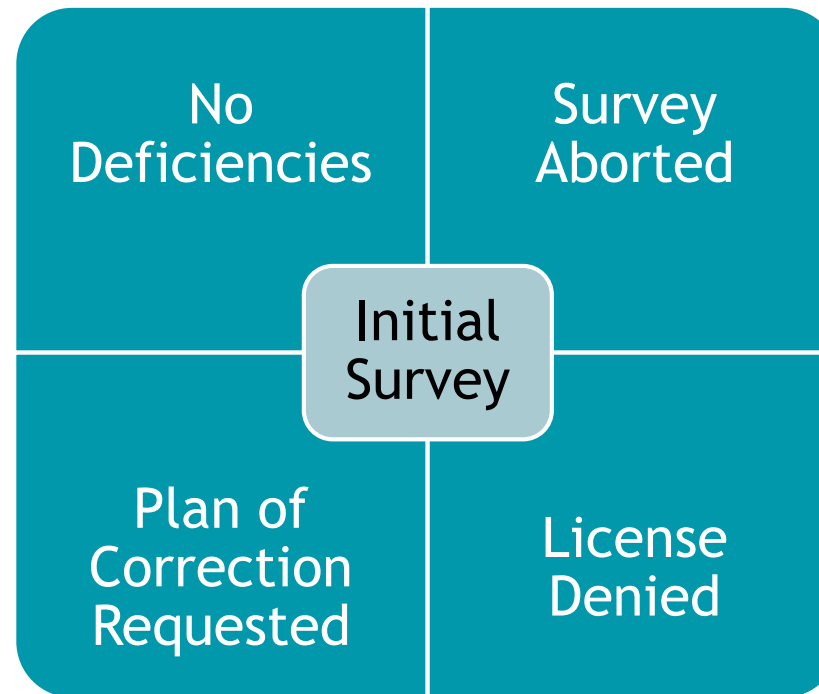 No
Deficiencies
Survey
Aborted
Initial
Survey
Plan of
Correction
Requested
License
Denied